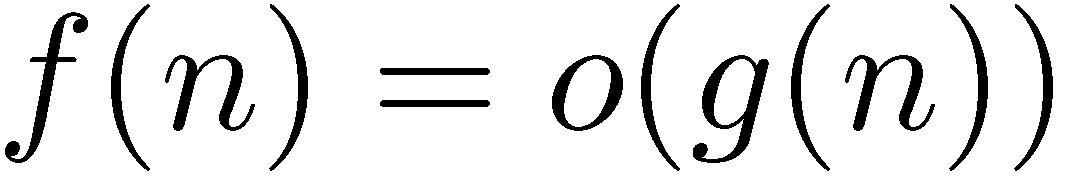 f(n) = o(g(n))